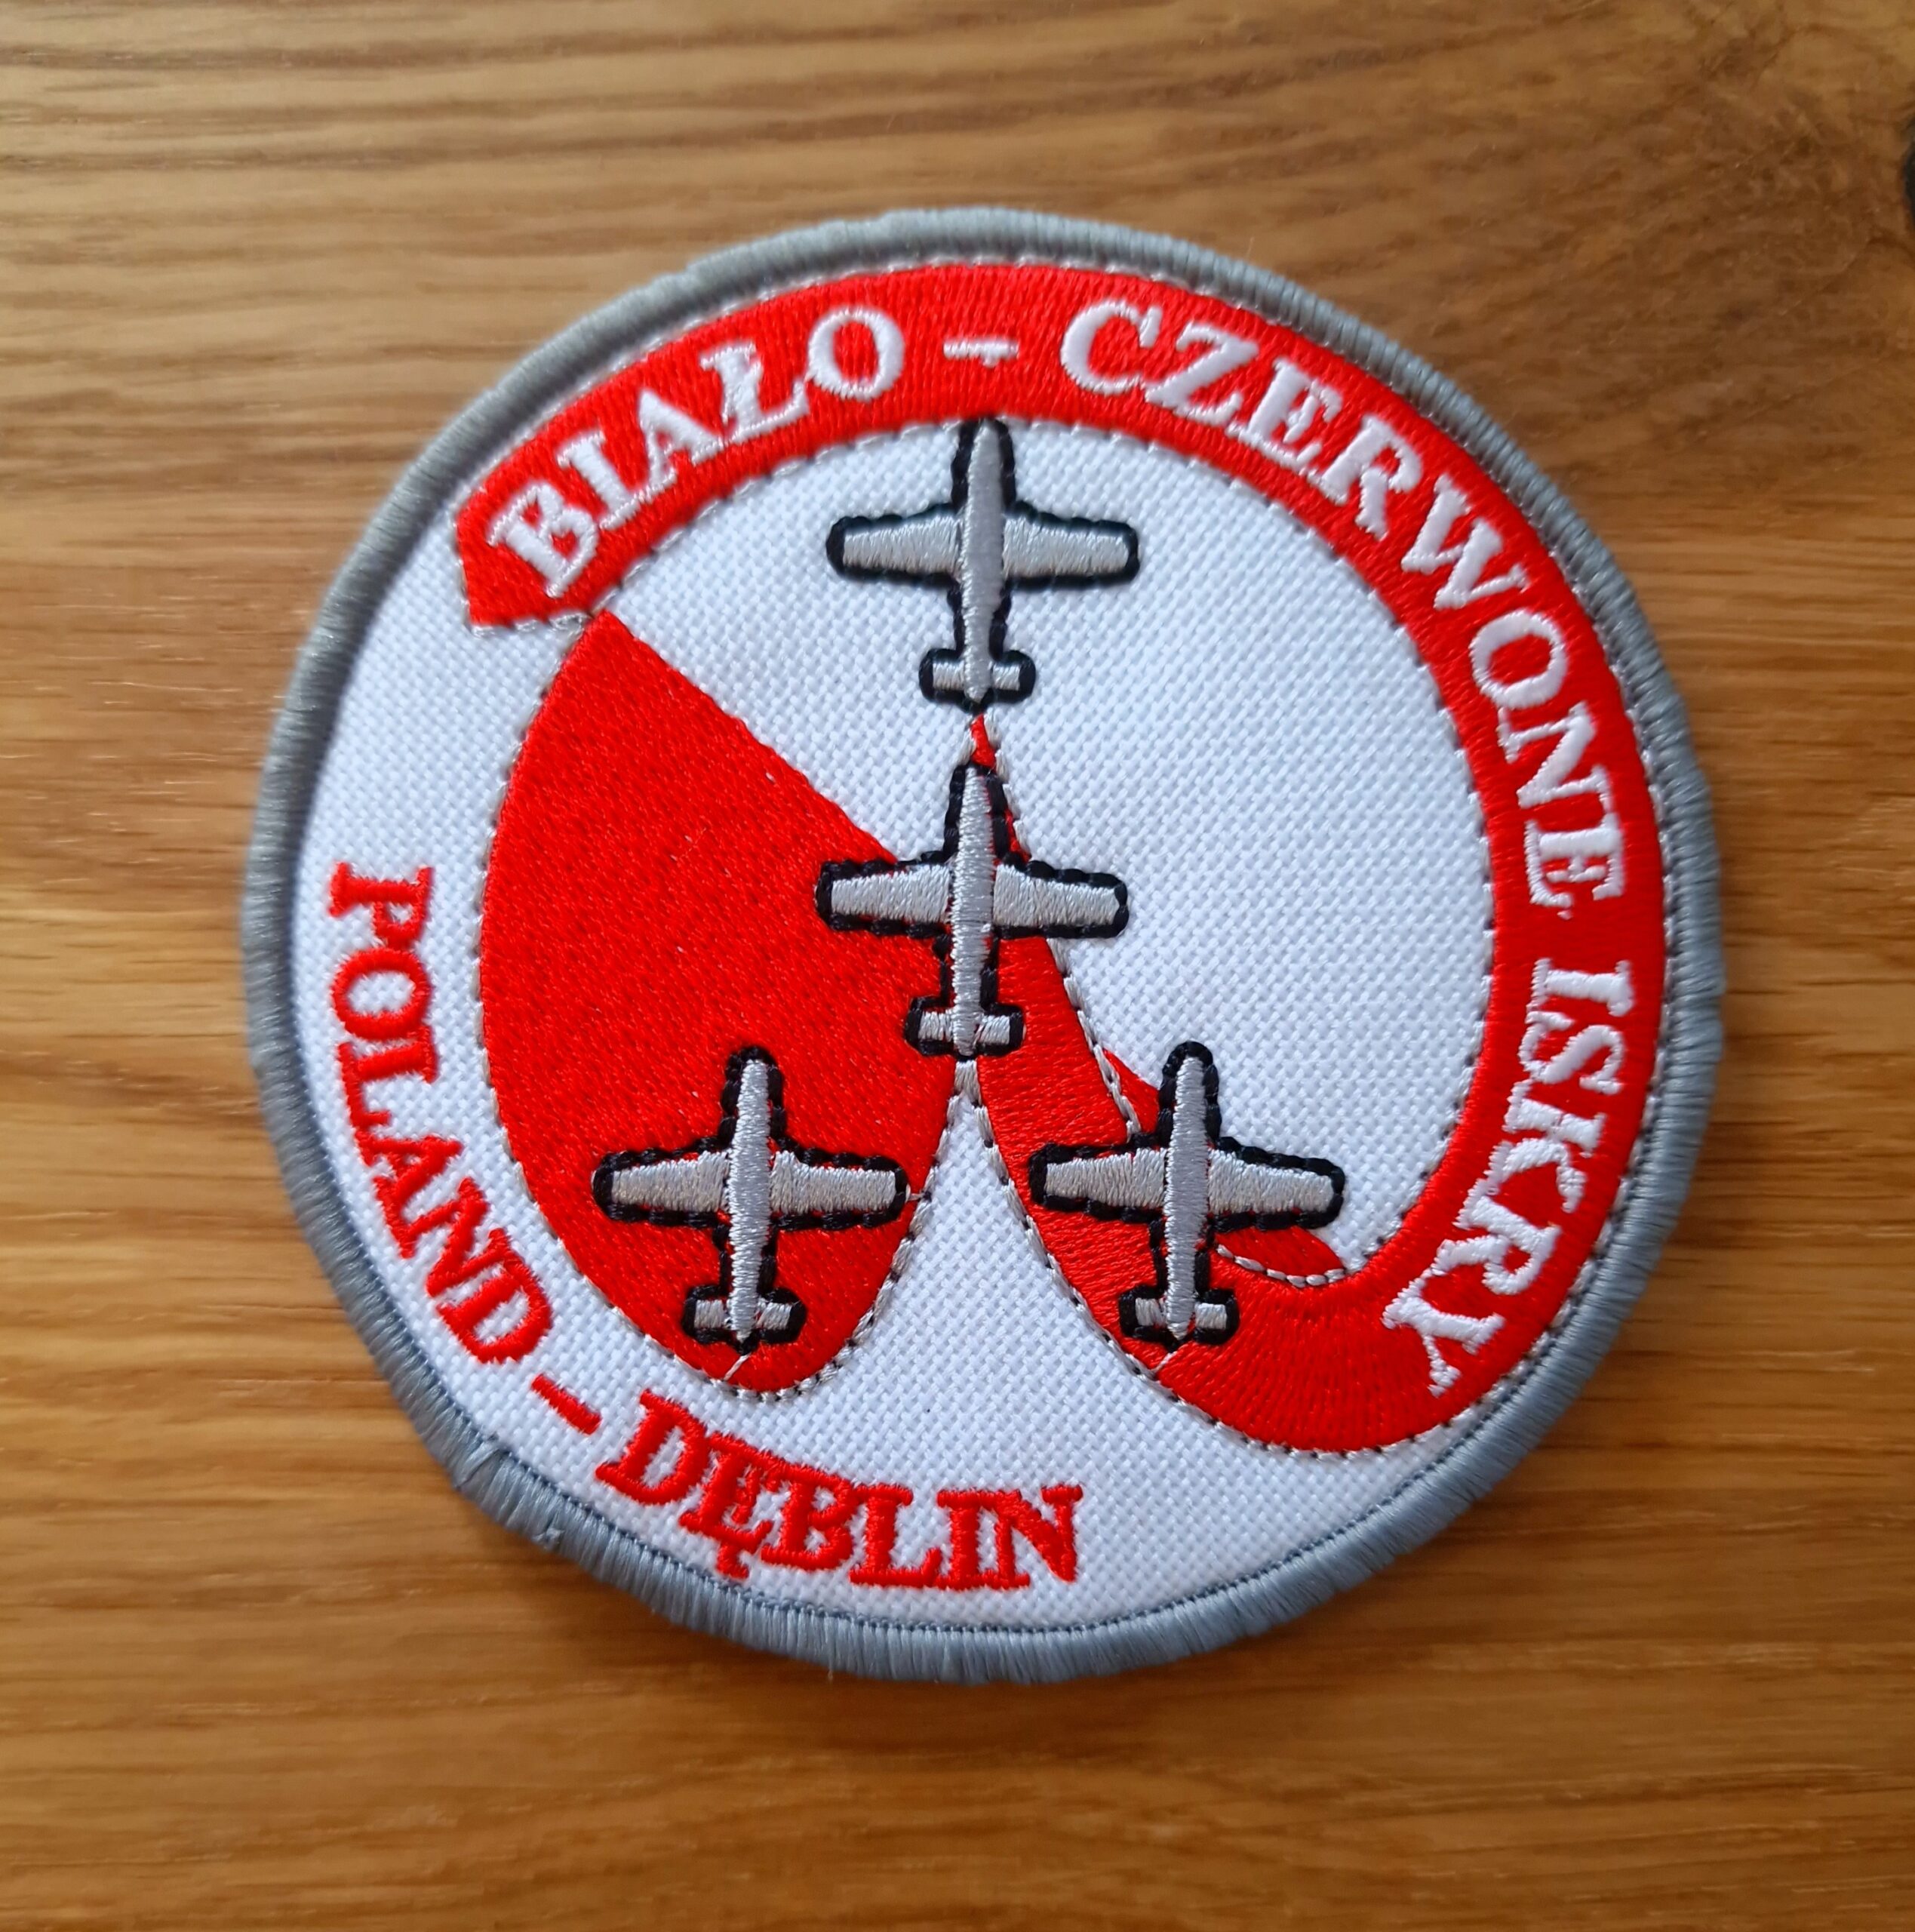 BIAŁO - CZERWONE ISKRY
POLAND - DĘBLIN